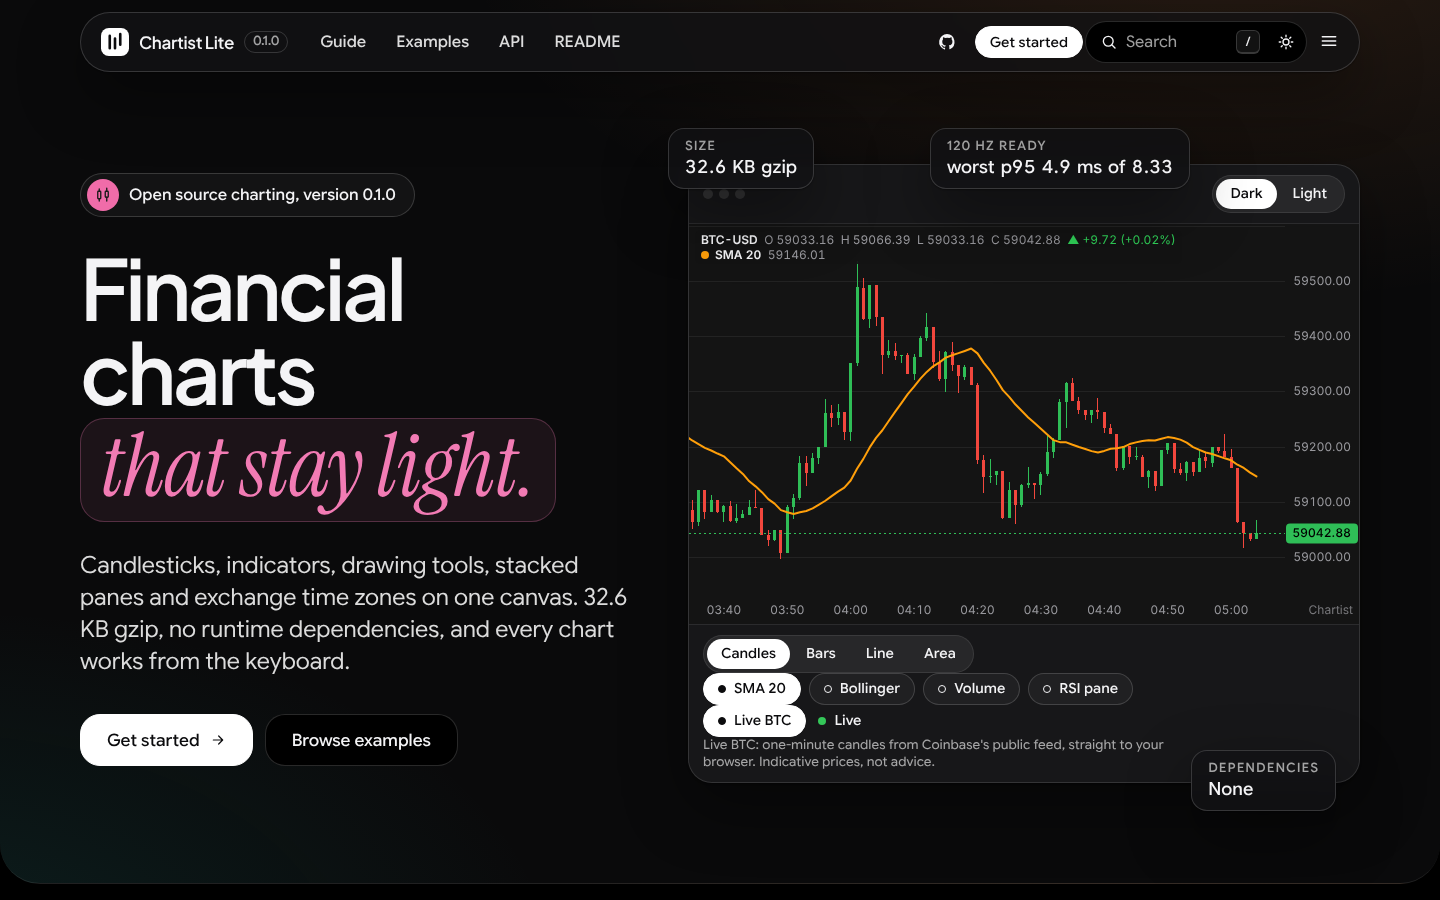 Chartist Lite 0.1.0 Guide Examples API README Get started Search /
SIZE
32.6 KB gzip
120 HZ READY
worst p95 4.9 ms of 8.33
Dark Light
Open source charting, version 0.1.0
Financial
charts
that stay light.
Candlesticks, indicators, drawing tools, stacked
panes and exchange time zones on one canvas. 32.6
KB gzip, no runtime dependencies, and every chart
works from the keyboard.
Get started →
Browse examples
BTC-USD O 59033.16 H 59066.39 L 59033.16 C 59042.88 ▲ +9.72 (+0.02%)
SMA 20 59146.01
59500.00
59400.00
59300.00
59200.00
59100.00
59042.88
59000.00
03:40 03:50 04:00 04:10 04:20 04:30 04:40 04:50 05:00 Chartist
Candles Bars Line Area
SMA 20 Bollinger Volume RSI pane
Live BTC Live
Live BTC: one-minute candles from Coinbase's public feed, straight to your
browser. Indicative prices, not advice.
DEPENDENCIES
None